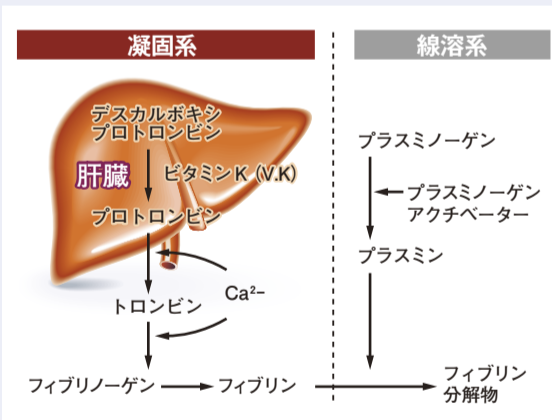 凝固系
線溶系
デスカルボキシ
プロトロンビン
肝臓
ビタミンK（V.K）
プロトロンビン
Ca²⁻
トロンビン
フィブリノーゲン
フィブリン
プラスミノーゲン
プラスミノーゲン
アクチベーター
プラスミン
フィブリン
分解物